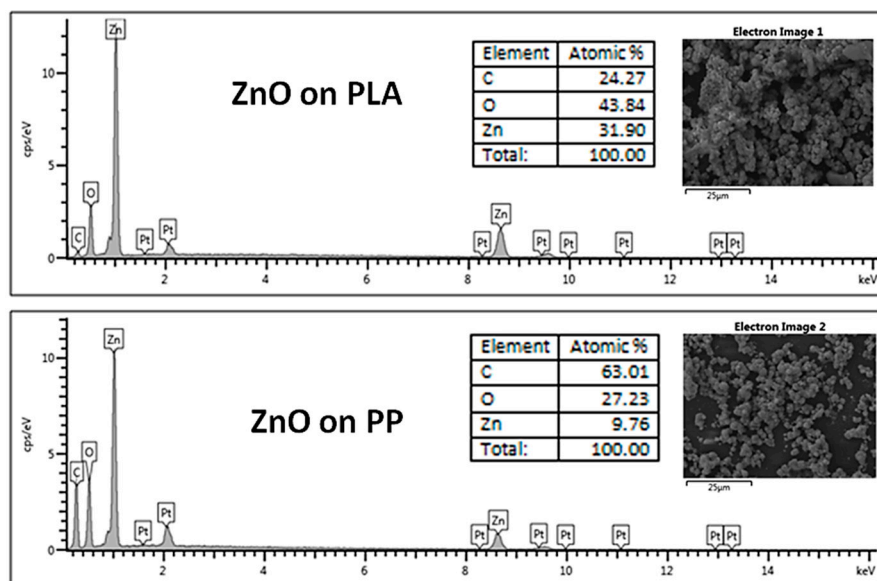 Zn
ZnO on PLA
Element Atomic %
C 24.27
O 43.84
Zn 31.90
Total: 100.00
Electron Image 1
25µm
cps/eV
10
5
0
O
C
Pt
Pt
Pt
Zn
Pt
Pt
Pt
Pt
Pt
2 4 6 8 10 12 14 keV
Zn
ZnO on PP
Element Atomic %
C 63.01
O 27.23
Zn 9.76
Total: 100.00
Electron Image 2
25µm
cps/eV
10
5
0
C
O
Pt
Pt
Pt
Zn
Pt
Pt
Pt
Pt
Pt
2 4 6 8 10 12 14 keV